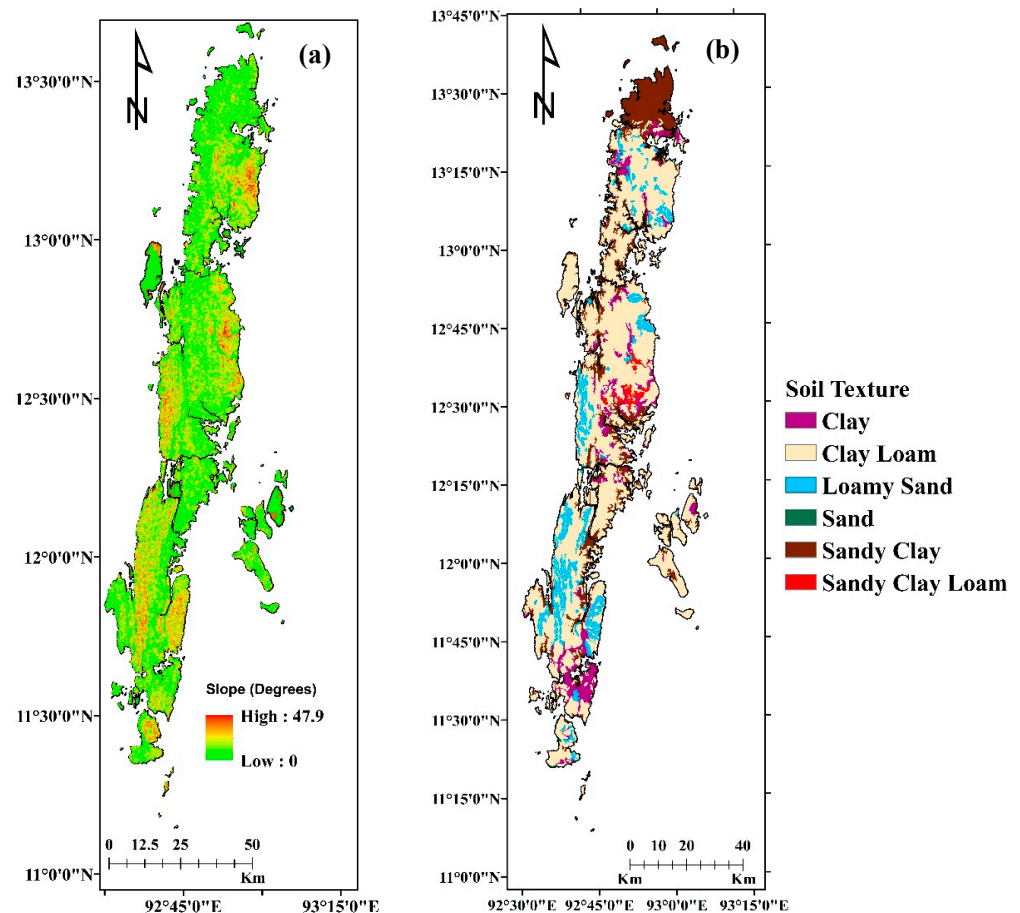 (a)
N
13°30'0"N
13°0'0"N
12°30'0"N
12°0'0"N
11°30'0"N
11°0'0"N
Slope (Degrees)
High : 47.9
Low : 0
0 12.5 25 50
Km
92°45'0"E 93°15'0"E
(b)
N
13°45'0"N
13°30'0"N
13°15'0"N
13°0'0"N
12°45'0"N
12°30'0"N
12°15'0"N
12°0'0"N
11°45'0"N
11°30'0"N
11°15'0"N
11°0'0"N
0 10 20 40
Km Km
92°30'0"E 92°45'0"E 93°0'0"E 93°15'0"E
Soil Texture
Clay
Clay Loam
Loamy Sand
Sand
Sandy Clay
Sandy Clay Loam